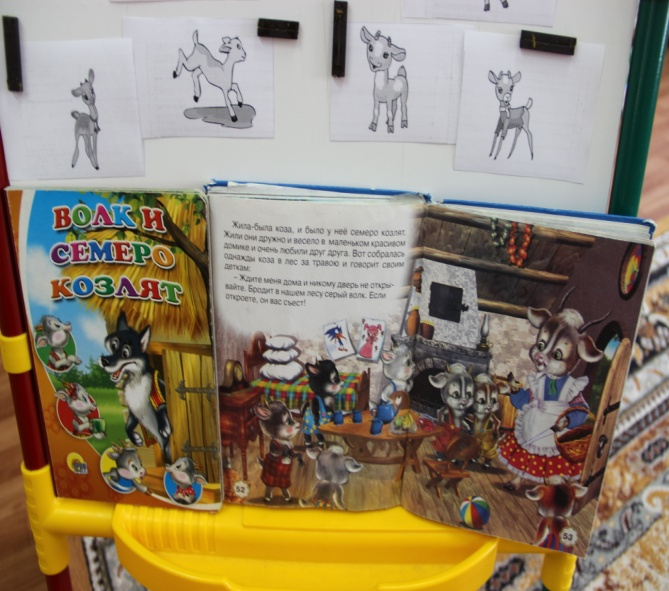 ВОЛК И
СЕМЕРО
КОЗЛЯТ
Жила-была коза, и было у неё семеро козлят.
Жили они дружно и весело в маленьком красивом
домике и очень любили друг друга. Вот собралась
однажды коза в лес за травою и говорит своим
деткам:
– Ждите меня дома и никому дверь не откры-
вайте. Бродит в нашем лесу серый волк. Если
откроете, он вас съест!
52
53